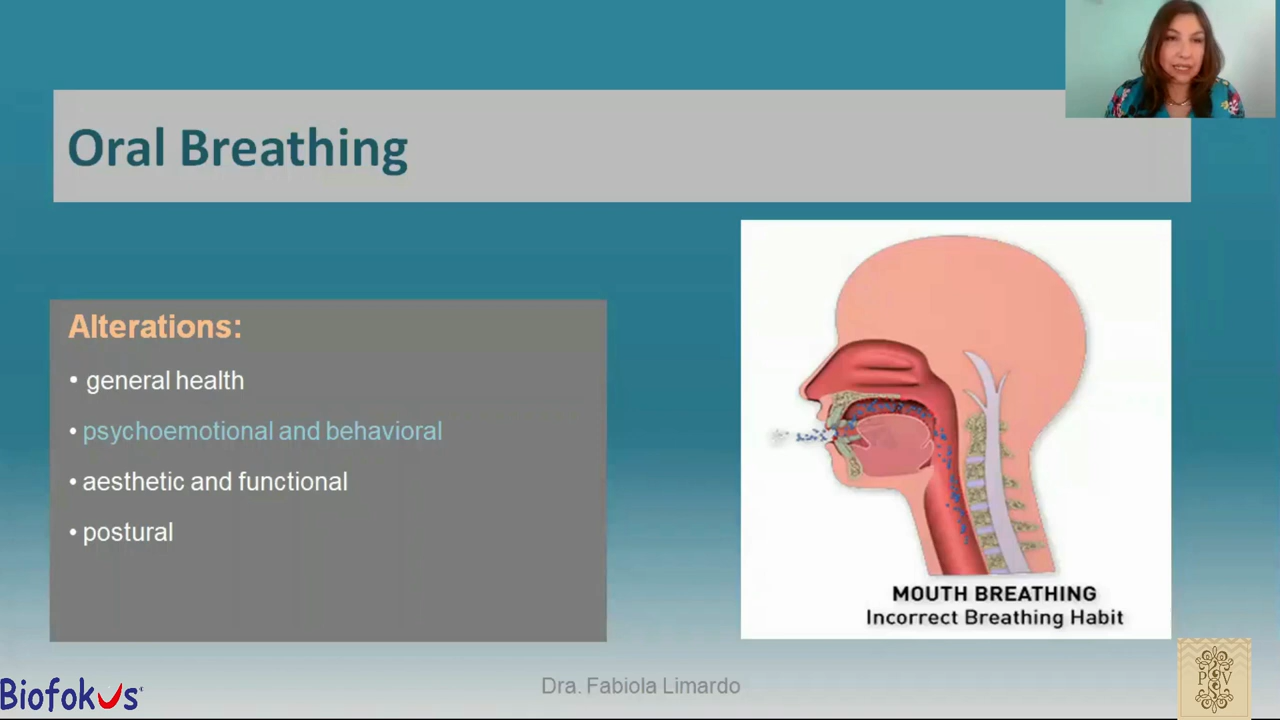 Oral Breathing
Alterations:
• general health
• psychoemotional and behavioral
• aesthetic and functional
• postural
MOUTH BREATHING
Incorrect Breathing Habit
Biofokus
Dra. Fabiola Limardo
P V